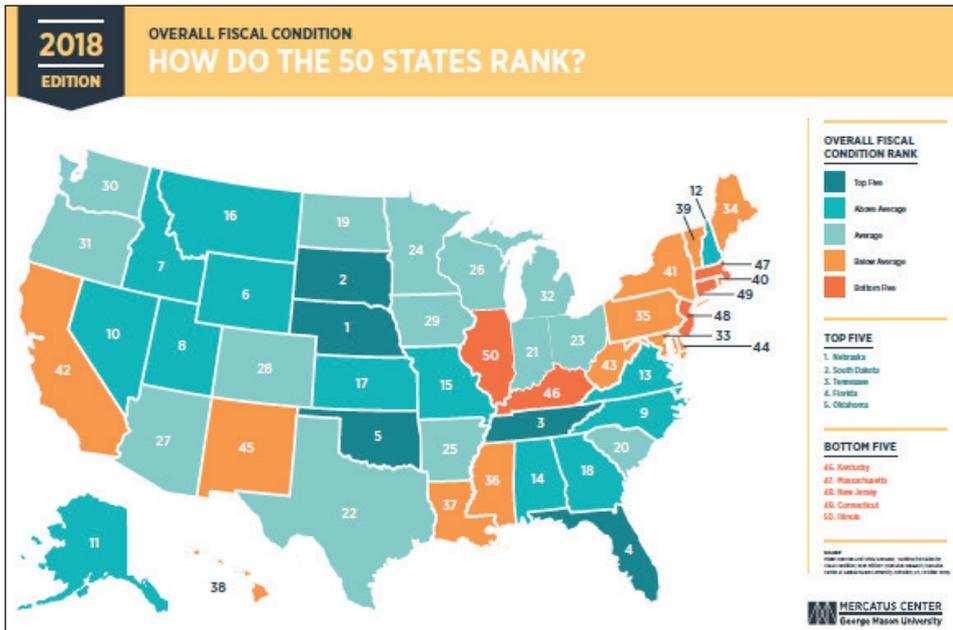 2018
EDITION
OVERALL FISCAL CONDITION
HOW DO THE 50 STATES RANK?
OVERALL FISCAL
CONDITION RANK
Top Five
Above Average
Average
Below Average
Bottom Five
TOP FIVE
1. Nebraska
2. South Dakota
3. Tennessee
4. Florida
5. Oklahoma
BOTTOM FIVE
46. Kentucky
47. Massachusetts
48. New Jersey
49. Connecticut
50. Illinois
30
16
19
24
12
39
34
31
7
2
26
41
47
6
32
40
49
10
8
1
29
35
48
33
42
28
50
21
23
43
44
17
15
46
13
27
45
5
25
3
9
20
36
14
18
22
37
11
38
4
MERCATUS CENTER
George Mason University